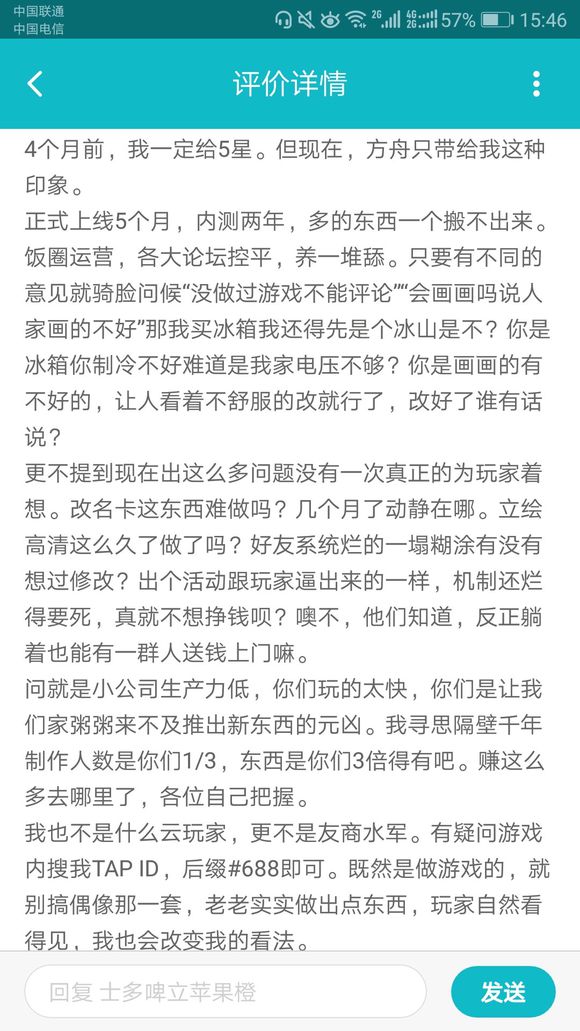 中国联通
中国电信
2G
4G
2G
57%
15:46
评价详情
4个月前，我一定给5星。但现在，方舟只带给我这种
印象。
正式上线5个月，内测两年，多的东西一个搬不出来。
饭圈运营，各大论坛控平，养一堆舔。只要有不同的
意见就骑脸问候“没做过游戏不能评论”“会画画吗说人
家画的不好”那我买冰箱我还得先是个冰山是不？你是
冰箱你制冷不好难道是我家电压不够？你是画画的有
不好的，让人看着不舒服的改就行了，改好了谁有话
说？
更不提到现在出这么多问题没有一次真正的为玩家着
想。改名卡这东西难做吗？几个月了动静在哪。立绘
高清这么久了做了吗？好友系统烂的一塌糊涂有没有
想过修改？出个活动跟玩家逼出来的一样，机制还烂
得要死，真就不想挣钱呗？噢不，他们知道，反正躺
着也能有一群人送钱上门嘛。
问就是小公司生产力低，你们玩的太快，你们是让我
们家粥粥来不及推出新东西的元凶。我寻思隔壁千年
制作人数是你们1/3，东西是你们3倍得有吧。赚这么
多去哪里了，各位自己把握。
我也不是什么云玩家，更不是友商水军。有疑问游戏
内搜我TAP ID，后缀#688即可。既然是做游戏的，就
别搞偶像那一套，老老实实做出点东西，玩家自然看
得见，我也会改变我的看法。
回复 士多啤立苹果橙
发送